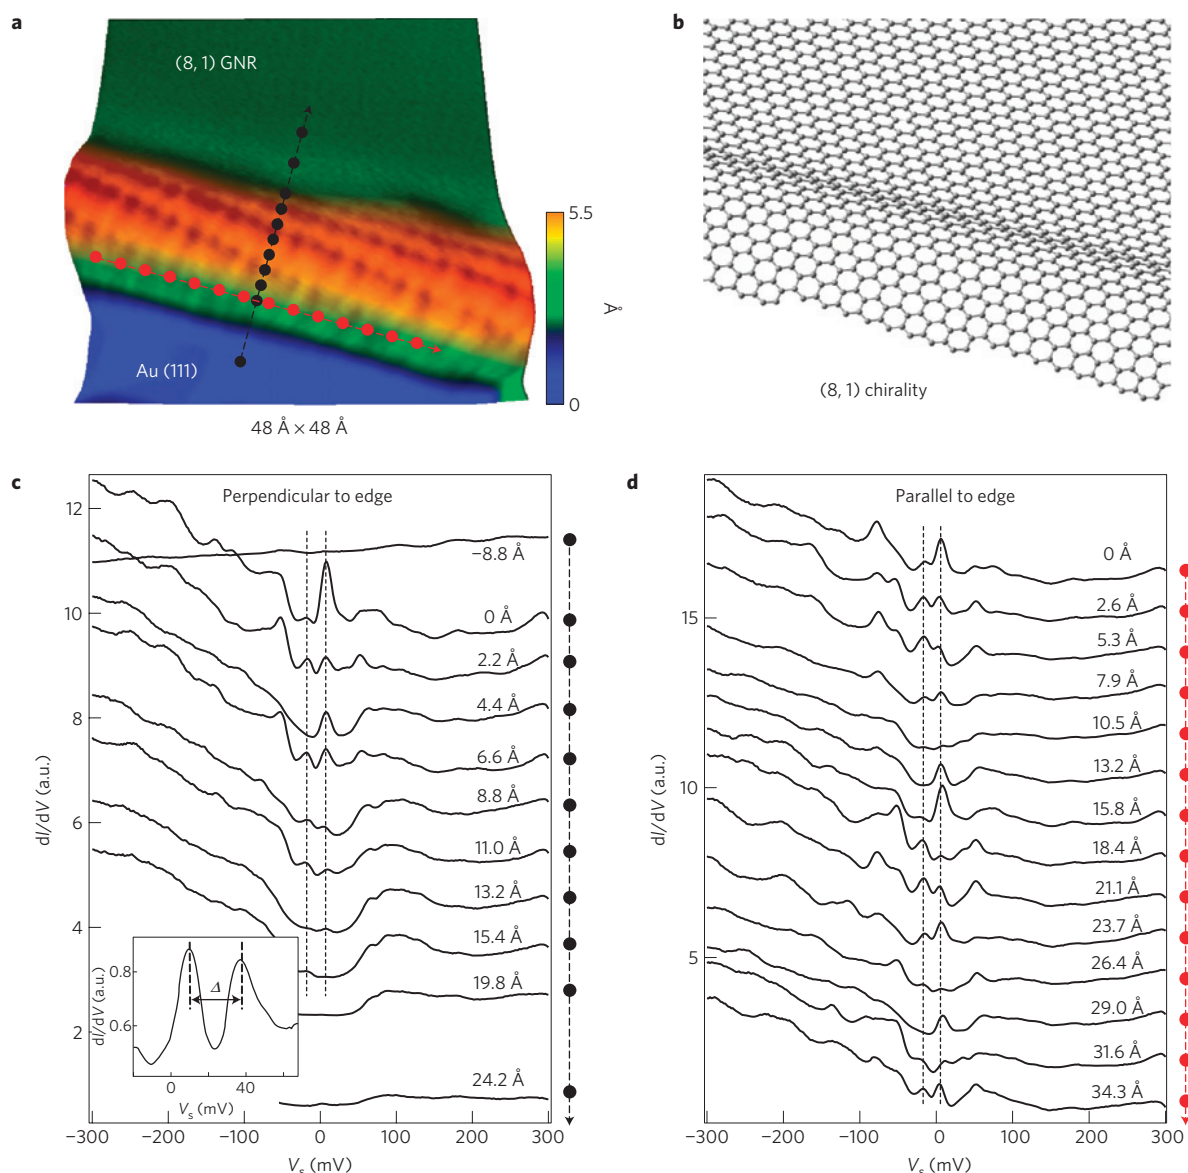 a
(8, 1) GNR
Au (111)
48 Å × 48 Å
5.5
0
Å
b
(8, 1) chirality
c
Perpendicular to edge
−8.8 Å
0 Å
2.2 Å
4.4 Å
6.6 Å
8.8 Å
11.0 Å
13.2 Å
15.4 Å
19.8 Å
24.2 Å
12
10
8
6
4
2
dI/dV (a.u.)
−300
−200
−100
0
100
200
300
Vs (mV)
0.8
0.6
dI/dV (a.u.)
Δ
0
40
Vs (mV)
d
Parallel to edge
0 Å
2.6 Å
5.3 Å
7.9 Å
10.5 Å
13.2 Å
15.8 Å
18.4 Å
21.1 Å
23.7 Å
26.4 Å
29.0 Å
31.6 Å
34.3 Å
15
10
5
dI/dV (a.u.)
−300
−200
−100
0
100
200
300
Vs (mV)